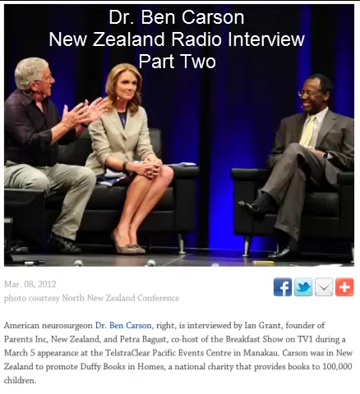 Dr. Ben Carson
New Zealand Radio Interview
Part Two
Mar. 08, 2012
photo courtesy North New Zealand Conference
American neurosurgeon Dr. Ben Carson, right, is interviewed by Ian Grant, founder of
Parents Inc, New Zealand, and Petra Bagust, co-host of the Breakfast Show on TV1 during a
March 5 appearance at the TelstraClear Pacific Events Centre in Manakau. Carson was in New
Zealand to promote Duffy Books in Homes, a national charity that provides books to 100,000
children.